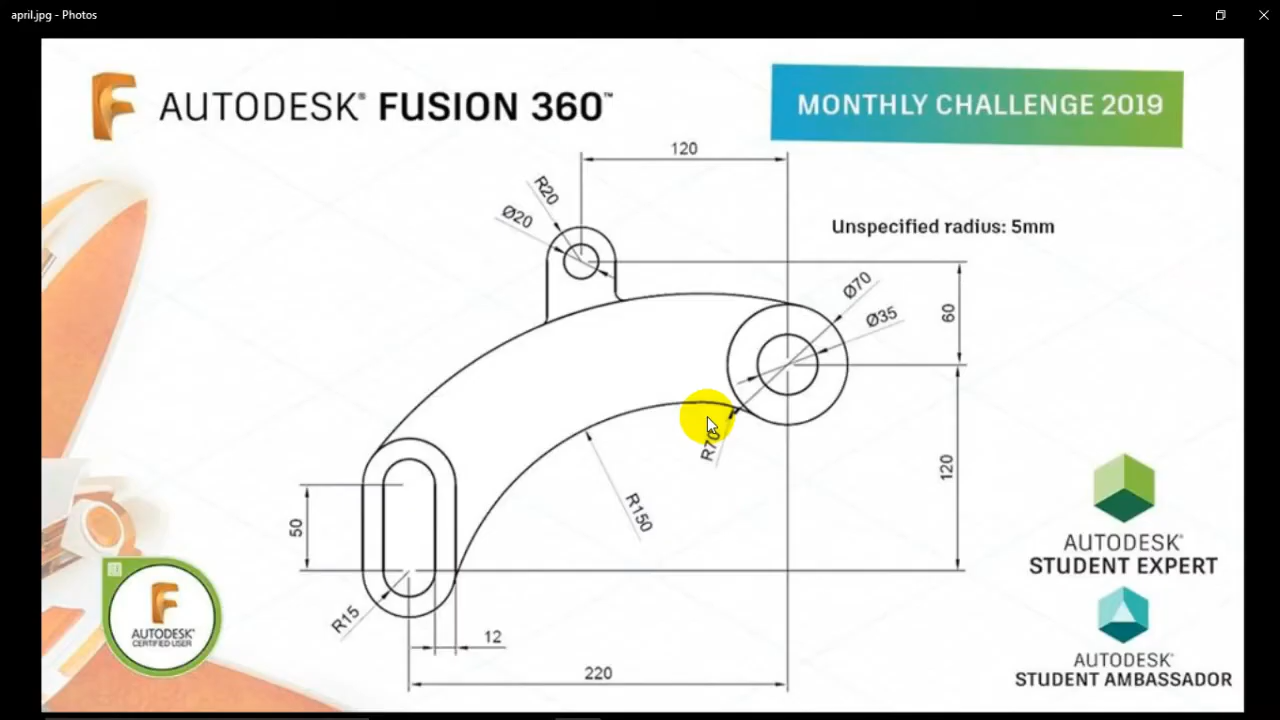 april.jpg - Photos
AUTODESK® FUSION 360™
MONTHLY CHALLENGE 2019
120
R20
Ø20
Unspecified radius: 5mm
Ø70
Ø35
60
R70
120
R150
50
R15
12
220
AUTODESK®
STUDENT EXPERT
AUTODESK®
CERTIFIED USER
AUTODESK®
STUDENT AMBASSADOR